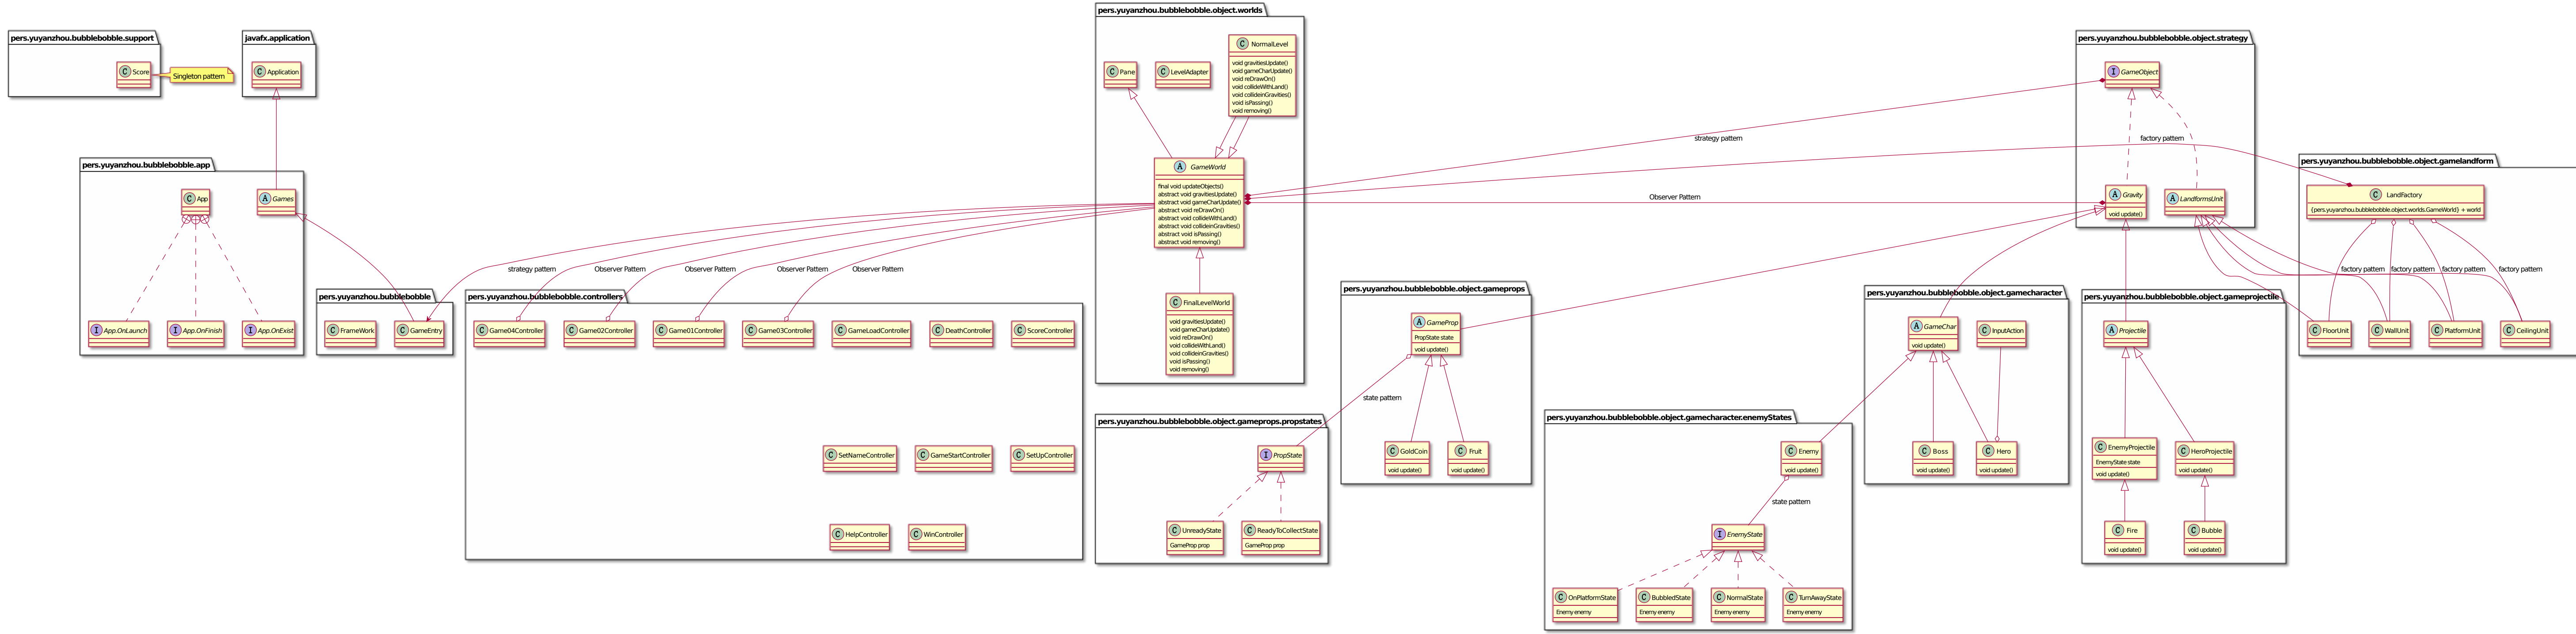 pers.yuyanzhou.bubblebobble.support
C Score
Singleton pattern
javafx.application
C Application
pers.yuyanzhou.bubblebobble.app
C App
A Games
I App.OnLaunch
I App.OnFinish
I App.OnExist
pers.yuyanzhou.bubblebobble
C FrameWork
C GameEntry
strategy pattern
Observer Pattern
Observer Pattern
Observer Pattern
Observer Pattern
pers.yuyanzhou.bubblebobble.controllers
C Game04Controller
C Game02Controller
C Game01Controller
C Game03Controller
C GameLoadController
C DeathController
C ScoreController
C SetNameController
C GameStartController
C SetUpController
C HelpController
C WinController
pers.yuyanzhou.bubblebobble.object.worlds
C Pane
C LevelAdapter
C NormalLevel
void gravitiesUpdate()
void gameCharUpdate()
void reDrawOn()
void collideWithLand()
void collideinGravities()
void isPassing()
void removing()
A GameWorld
final void updateObjects()
abstract void gravitiesUpdate()
abstract void gameCharUpdate()
abstract void reDrawOn()
abstract void collideWithLand()
abstract void collideinGravities()
abstract void isPassing()
abstract void removing()
C FinalLevelWorld
void gravitiesUpdate()
void gameCharUpdate()
void reDrawOn()
void collideWithLand()
void collideinGravities()
void isPassing()
void removing()
strategy pattern
Observer Pattern
factory pattern
pers.yuyanzhou.bubblebobble.object.strategy
I GameObject
A Gravity
void update()
A LandformsUnit
pers.yuyanzhou.bubblebobble.object.gamelandform
C LandFactory
{pers.yuyanzhou.bubblebobble.object.worlds.GameWorld} + world
factory pattern
factory pattern
factory pattern
factory pattern
C FloorUnit
C WallUnit
C PlatformUnit
C CeilingUnit
pers.yuyanzhou.bubblebobble.object.gameprops
A GameProp
PropState state
void update()
C GoldCoin
void update()
C Fruit
void update()
state pattern
pers.yuyanzhou.bubblebobble.object.gameprops.propstates
I PropState
C UnreadyState
GameProp prop
C ReadyToCollectState
GameProp prop
pers.yuyanzhou.bubblebobble.object.gamecharacter
A GameChar
void update()
C InputAction
C Boss
void update()
C Hero
void update()
pers.yuyanzhou.bubblebobble.object.gamecharacter.enemyStates
C Enemy
void update()
state pattern
I EnemyState
C OnPlatformState
Enemy enemy
C BubbledState
Enemy enemy
C NormalState
Enemy enemy
C TurnAwayState
Enemy enemy
pers.yuyanzhou.bubblebobble.object.gameprojectile
A Projectile
C EnemyProjectile
EnemyState state
void update()
C HeroProjectile
void update()
C Fire
void update()
C Bubble
void update()